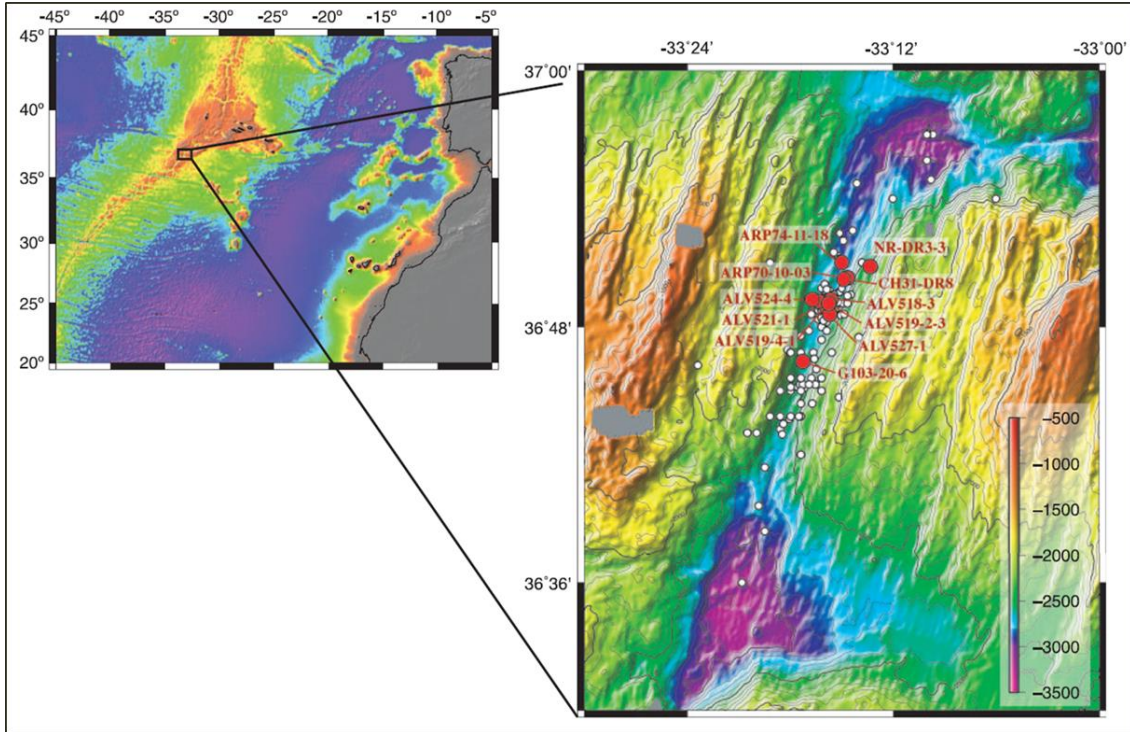 -45° -40° -35° -30° -25° -20° -15° -10° -5°
45°
40°
35°
30°
25°
20°
-33°24' -33°12' -33°00'
37°00'
36°48'
36°36'
ARP74-11-18
NR-DR3-3
ARP70-10-03
CH31-DR8
ALV524-4
ALV518-3
ALV521-1
ALV519-2-3
ALV519-4-1
ALV527-1
G103-20-6
-500
-1000
-1500
-2000
-2500
-3000
-3500